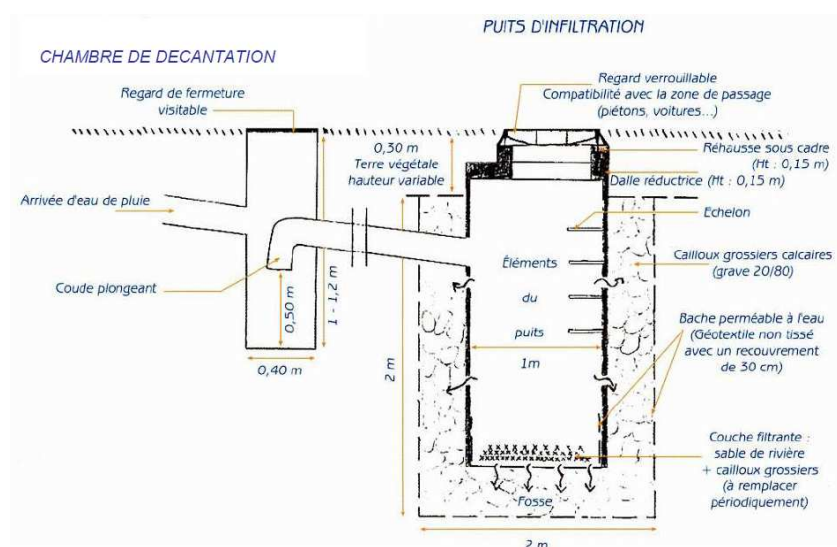 PUITS D'INFILTRATION
CHAMBRE DE DECANTATION
Regard de fermeture
visitable
Regard verrouillable
Compatibilité avec la zone de passage
(piétons, voitures...)
0,30 m
Terre végétale
hauteur variable
Réhausse sous cadre
(Ht : 0,15 m)
Dalle réductrice (Ht : 0,15 m)
Arrivée d'eau de pluie
Echelon
Cailloux grossiers calcaires
(grave 20/80)
Coude plongeant
0,50 m
1 - 1,2 m
0,40 m
Éléments
du
puits
1m
2 m
Bache perméable à l'eau
(Géotextile non tissé
avec un recouvrement
de 30 cm)
Couche filtrante :
sable de rivière
+ cailloux grossiers
(à remplacer
périodiquement)
Fosse
2 m